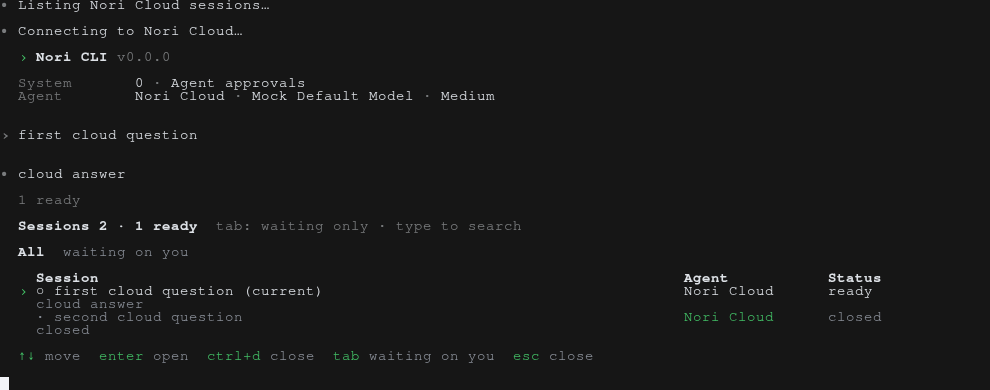 • Listing Nori Cloud sessions…
• Connecting to Nori Cloud…
› Nori CLI v0.0.0
System 0 · Agent approvals
Agent Nori Cloud · Mock Default Model · Medium
› first cloud question
• cloud answer
1 ready
Sessions 2 · 1 ready tab: waiting only · type to search
All waiting on you
Session Agent Status
› ○ first cloud question (current) Nori Cloud ready
cloud answer
· second cloud question Nori Cloud closed
closed
↑↓ move enter open ctrl+d close tab waiting on you esc close